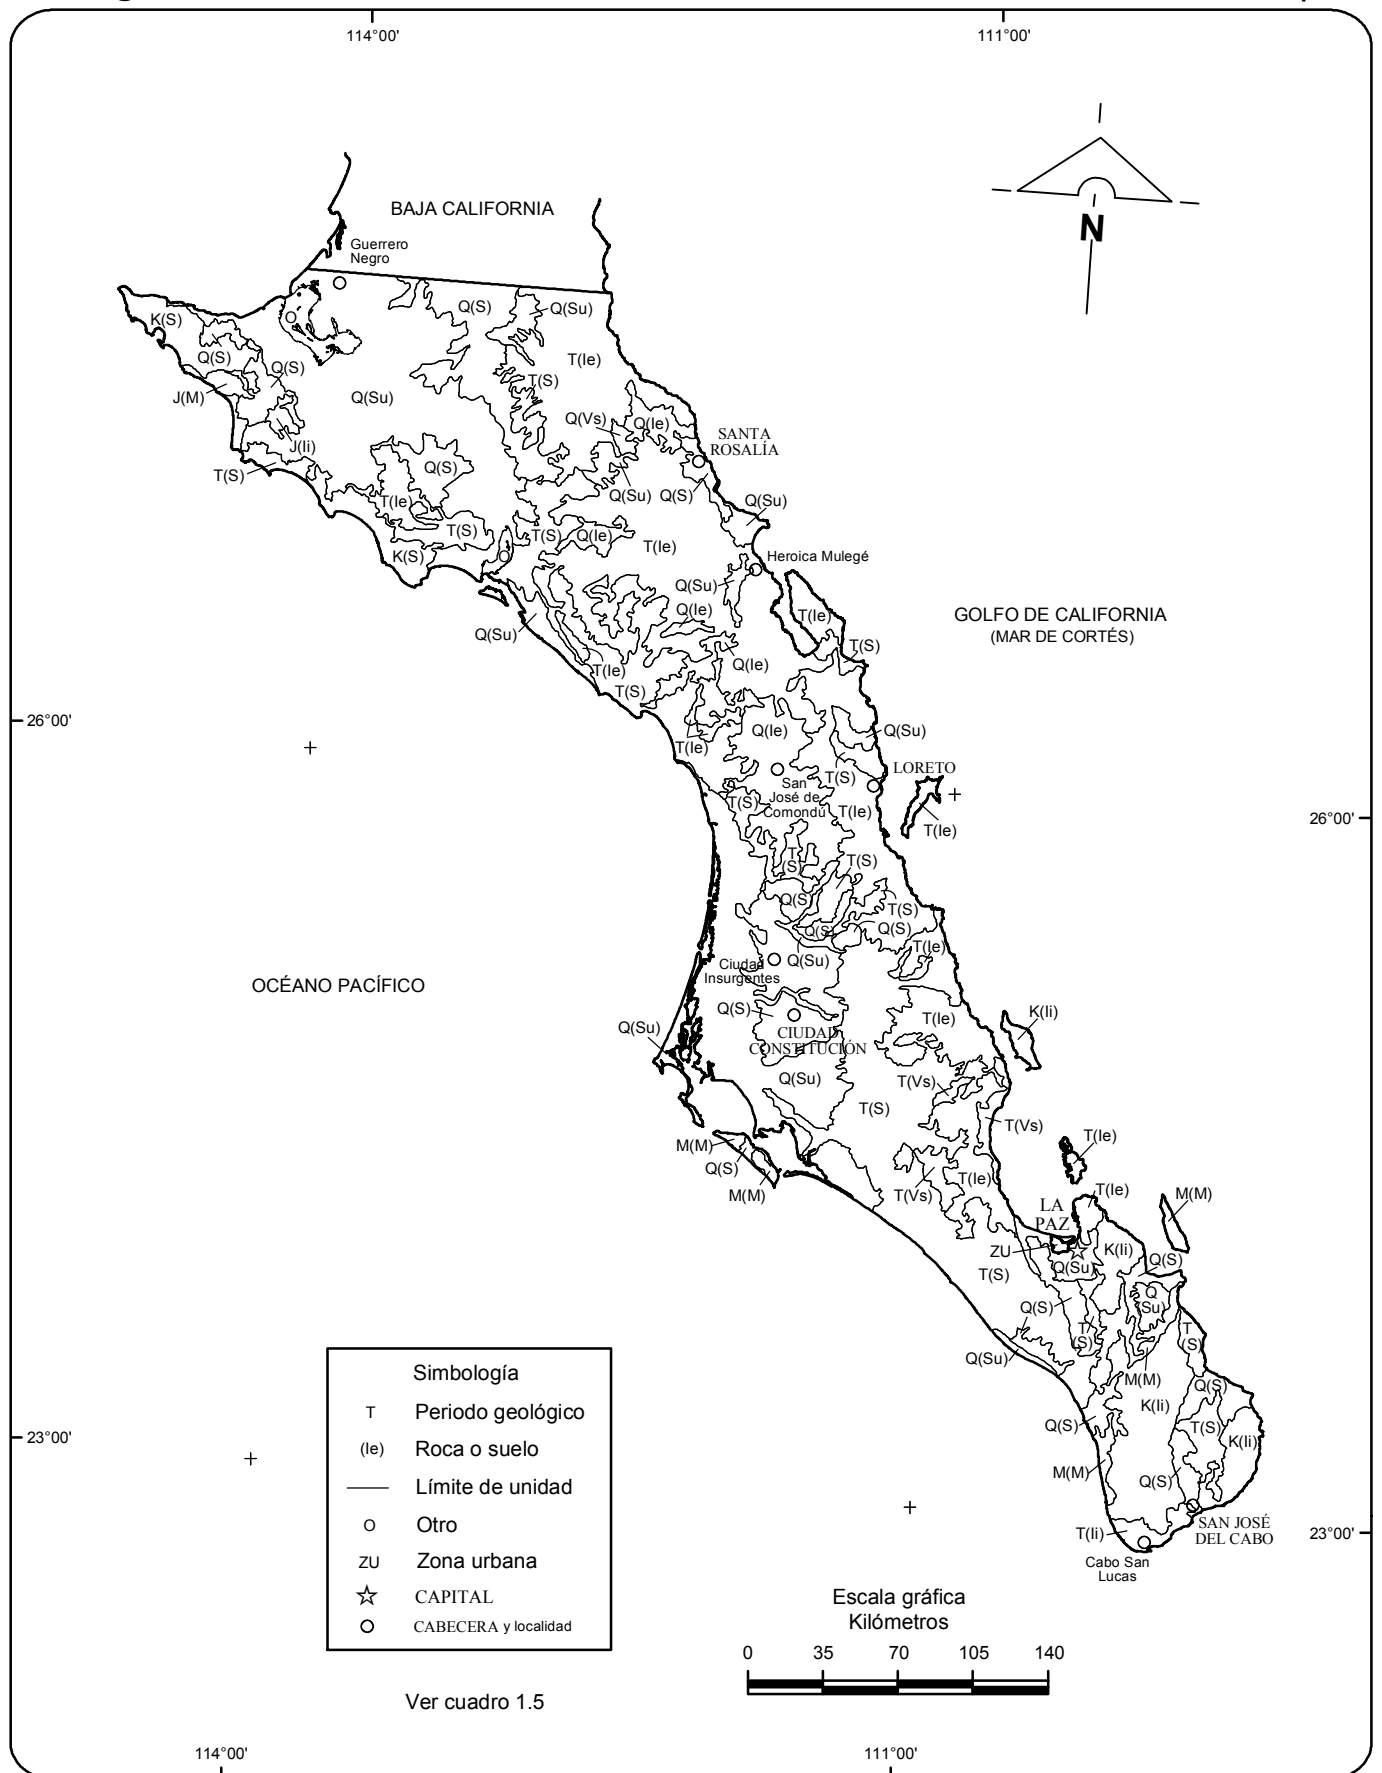 114°00'
111°00'
BAJA CALIFORNIA
N
Guerrero
Negro
K(S)
Q(S)
Q(Su)
O
Q(S)
Q(S)
T(Ie)
J(M)
Q(Su)
T(S)
Q(Vs)
Q(Ie)
SANTA
ROSALÍA
J(Ii)
T(S)
Q(S)
Q(Su)
Q(S)
Q(Su)
T(Ie)
T(S)
T(S)
Q(Ie)
T(Ie)
K(S)
O
Heroica Mulegé
Q(Su)
Q(Ie)
T(Ie)
GOLFO DE CALIFORNIA
(MAR DE CORTÉS)
Q(Su)
T(S)
T(Ie)
Q(Ie)
T(S)
26°00'
Q(Ie)
Q(Su)
T(Ie)
LORETO
San
José de
Comondú
T(S)
T(S)
T(Ie)
T(Ie)
26°00'
T
(S)
T(S)
Q(S)
T(S)
Q(S)
Q(S)
T(Ie)
Ciudad
Insurgentes
Q(Su)
OCÉANO PACÍFICO
Q(S)
T(Ie)
K(Ii)
Q(Su)
CIUDAD
CONSTITUCIÓN
Q(Su)
T(Vs)
T(S)
T(Vs)
M(M)
T(Ie)
Q(S)
T(Ie)
M(M)
T(Vs)
T(Ie)
M(M)
LA
PAZ
ZU
K(Ii)
Q(S)
Q(Su)
T(S)
Q
Su)
Q(S)
T
(S)
T
(S)
Q(Su)
M(M)
Q(S)
K(Ii)
Q(S)
T(S)
K(Ii)
23°00'
M(M)
Q(S)
SAN JOSÉ
DEL CABO
T(Ii)
23°00'
Cabo San
Lucas
Simbología
T Periodo geológico
(Ie) Roca o suelo
Límite de unidad
O Otro
ZU Zona urbana
CAPITAL
CABECERA y localidad
Ver cuadro 1.5
Escala gráfica
Kilómetros
0 35 70 105 140
114°00'
111°00'